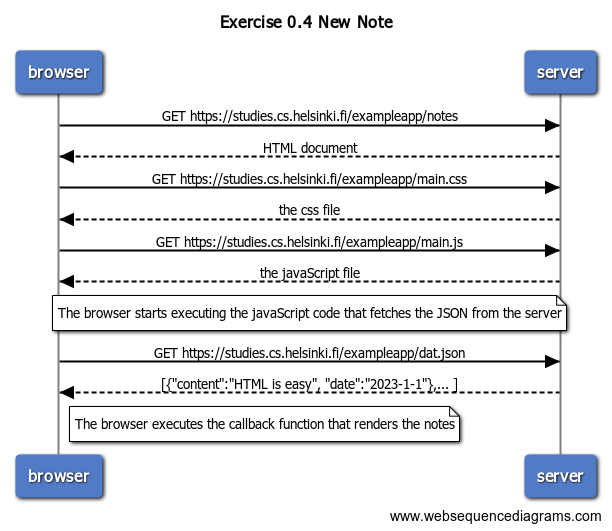 Exercise 0.4 New Note
browser
server
GET https://studies.cs.helsinki.fi/exampleapp/notes
HTML document
GET https://studies.cs.helsinki.fi/exampleapp/main.css
the css file
GET https://studies.cs.helsinki.fi/exampleapp/main.js
the javaScript file
The browser starts executing the javaScript code that fetches the JSON from the server
GET https://studies.cs.helsinki.fi/exampleapp/dat.json
[{"content":"HTML is easy", "date":"2023-1-1"},... ]
The browser executes the callback function that renders the notes
browser
server
www.websequencediagrams.com